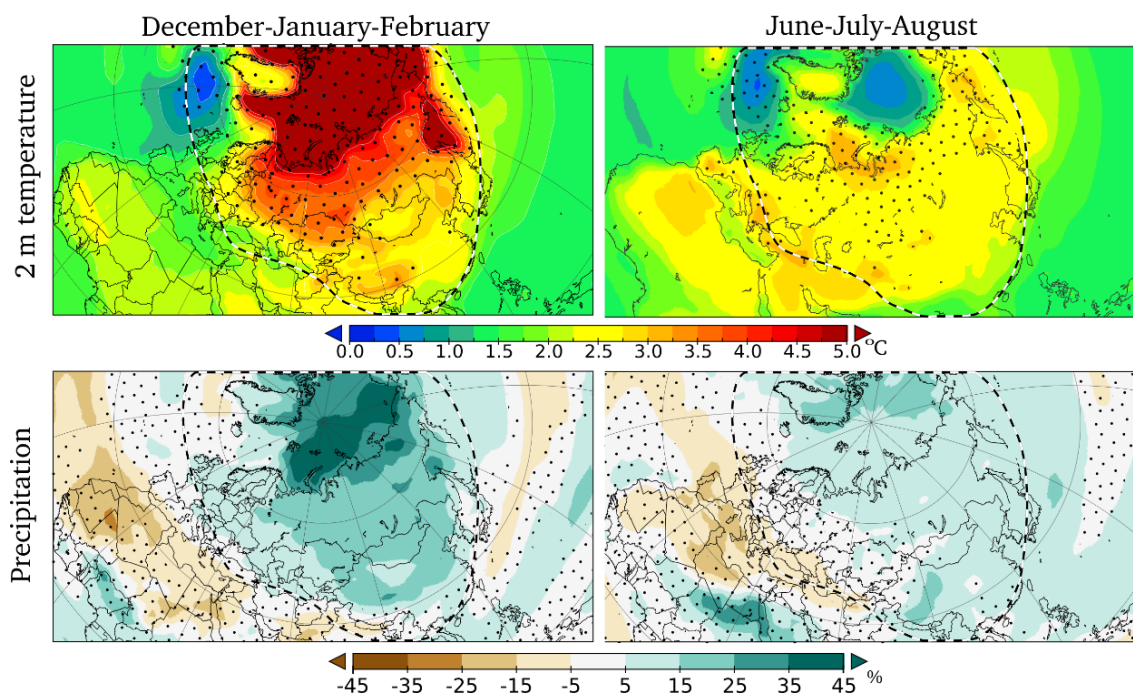 December-January-February
June-July-August
2 m temperature
0.0 0.5 1.0 1.5 2.0 2.5 3.0 3.5 4.0 4.5 5.0 °C
Precipitation
-45 -35 -25 -15 -5 5 15 25 35 45 %